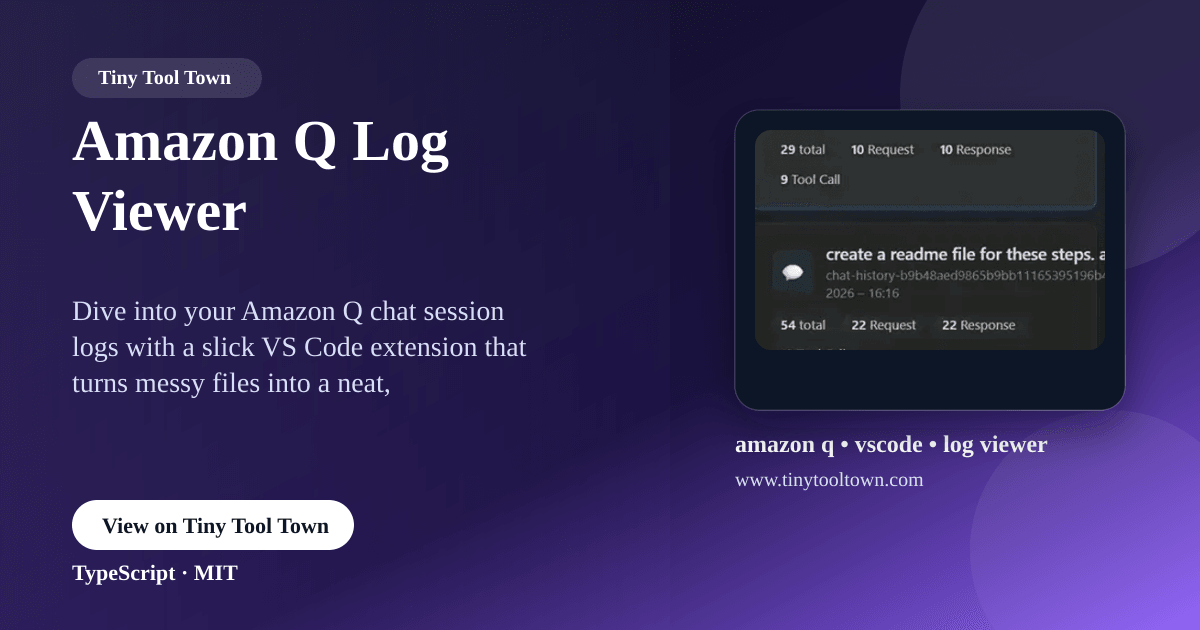 Tiny Tool Town
Amazon Q Log
Viewer
Dive into your Amazon Q chat session
logs with a slick VS Code extension that
turns messy files into a neat,
View on Tiny Tool Town
TypeScript · MIT
29 total 10 Request 10 Response
9 Tool Call
create a readme file for these steps. a
chat-history-b9b48aed9865b9bb11165395196b4
2026 – 16:16
54 total 22 Request 22 Response
amazon q • vscode • log viewer
www.tinytooltown.com